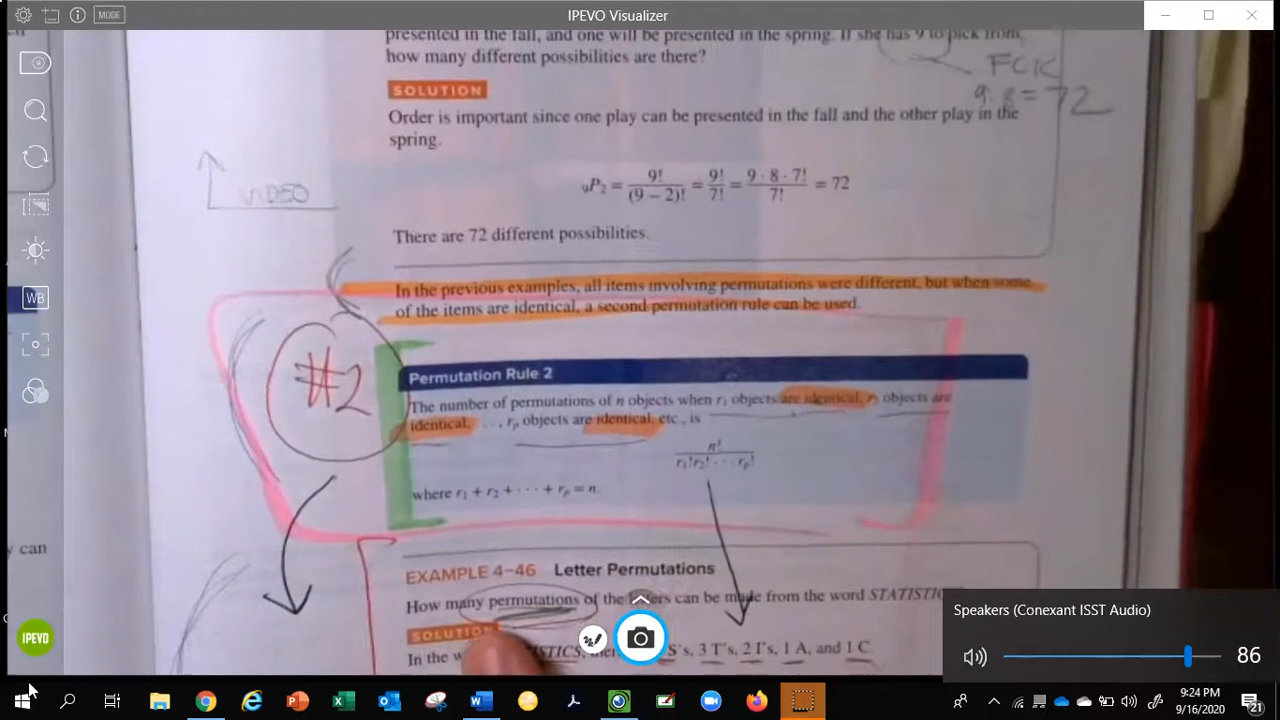 IPEVO Visualizer
MODE
presented in the fall, and one will be presented in the spring. If she has 9 to pick from,
how many different possibilities are there?
FCR
9.8=72
SOLUTION
Order is important since one play can be presented in the fall and the other play in the
spring.
VIDEO
₉P₂ = 9!/(9 − 2)! = 9!/7! = 9 · 8 · 7!/7! = 72
There are 72 different possibilities.
In the previous examples, all items involving permutations were different, but when some
of the items are identical, a second permutation rule can be used.
#2
Permutation Rule 2
The number of permutations of n objects when r₁ objects are identical, r₂ objects are
identical, . . . , rₚ objects are identical, etc., is
n!/r₁!r₂! · · · rₚ!
where r₁ + r₂ + · · · + rₚ = n.
WB
can
EXAMPLE 4–46 Letter Permutations
How many permutations of the letters can be made from the word
SOLUTION
In the 3 T's, 2 I's, 1 A, and 1 C.
IPEVO
Speakers (Conexant ISST Audio)
86
9:24 PM
9/16/2020
21